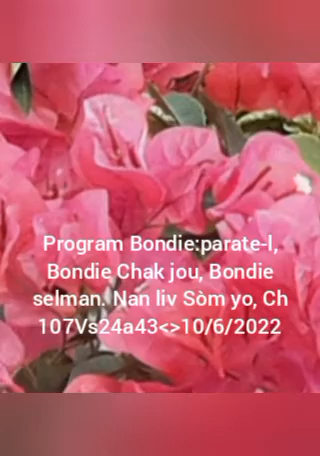 Program Bondie:parate-l,
Bondie Chak jou, Bondie
selman. Nan liv Sòm yo, Ch
107Vs24a43<>10/6/2022